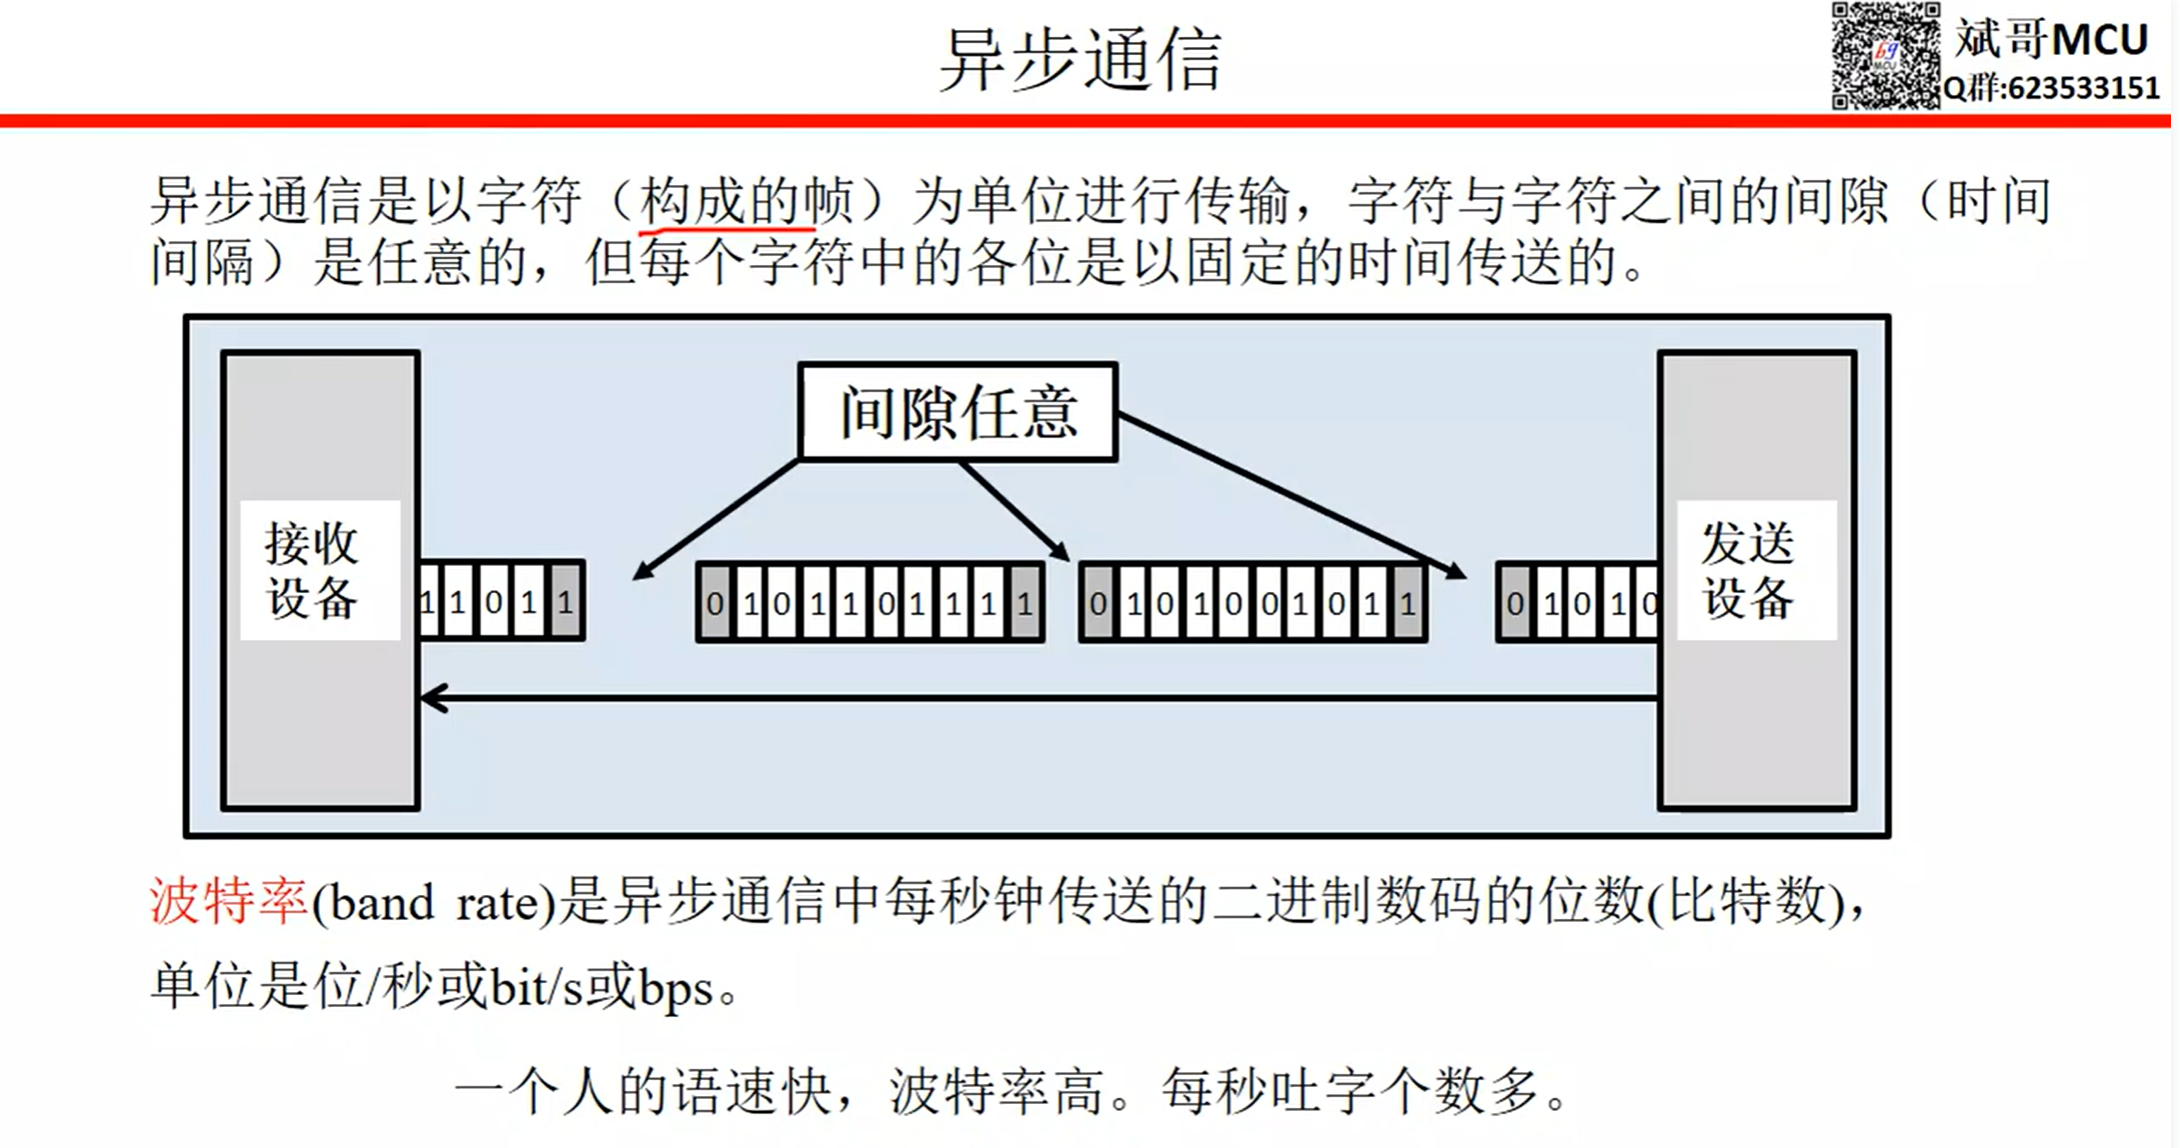 异步通信
斌哥MCU
Q群:623533151
异步通信是以字符（构成的帧）为单位进行传输，字符与字符之间的间隙（时间
间隔）是任意的，但每个字符中的各位是以固定的时间传送的。
间隙任意
接收
设备
1 1 0 1 1
0 1 0 1 1 0 1 1 1 1
0 1 0 1 0 0 1 0 1 1
0 1 0 1 0
发送
设备
波特率(band rate)是异步通信中每秒钟传送的二进制数码的位数(比特数)，
单位是位/秒或bit/s或bps。
一个人的语速快，波特率高。每秒吐字个数多。